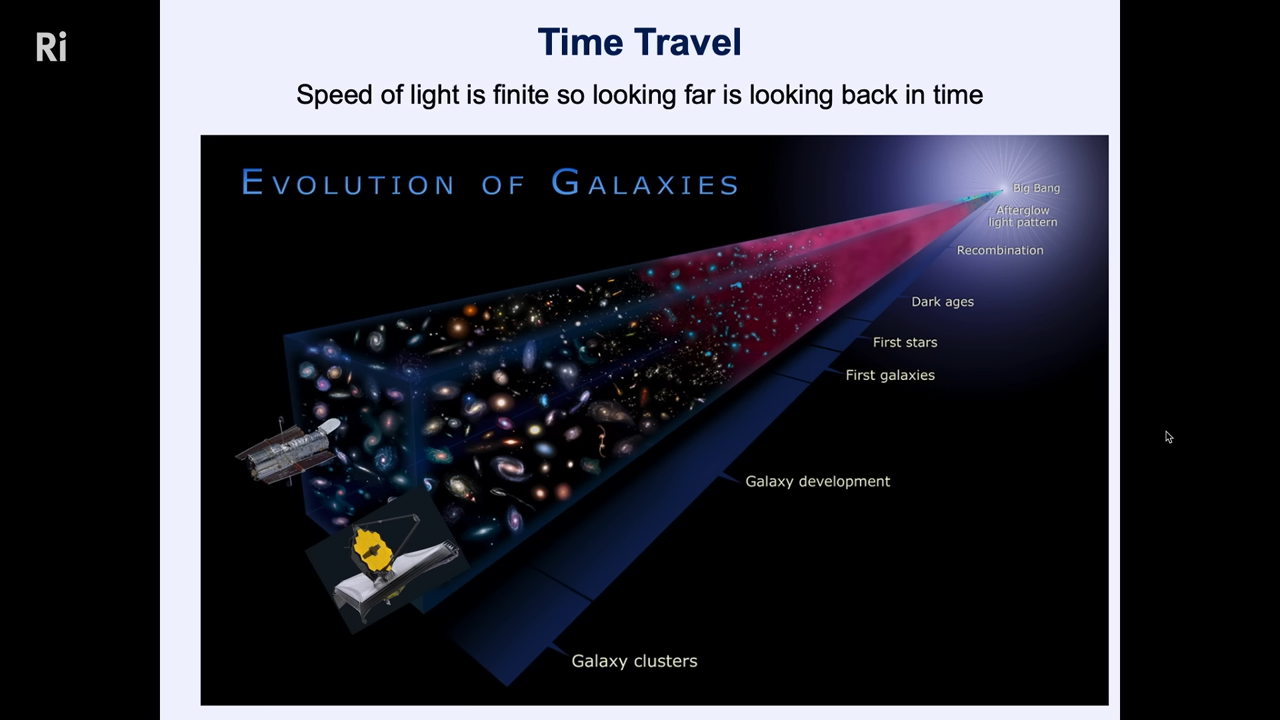 Ri
Time Travel
Speed of light is finite so looking far is looking back in time
EVOLUTION OF GALAXIES
Big Bang
Afterglow
light pattern
Recombination
Dark ages
First stars
First galaxies
Galaxy development
Galaxy clusters